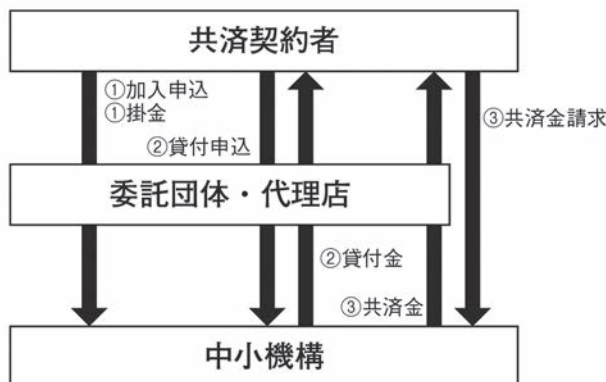 共済契約者
①加入申込
①掛金
②貸付申込
③共済金請求
委託団体・代理店
②貸付金
③共済金
中小機構